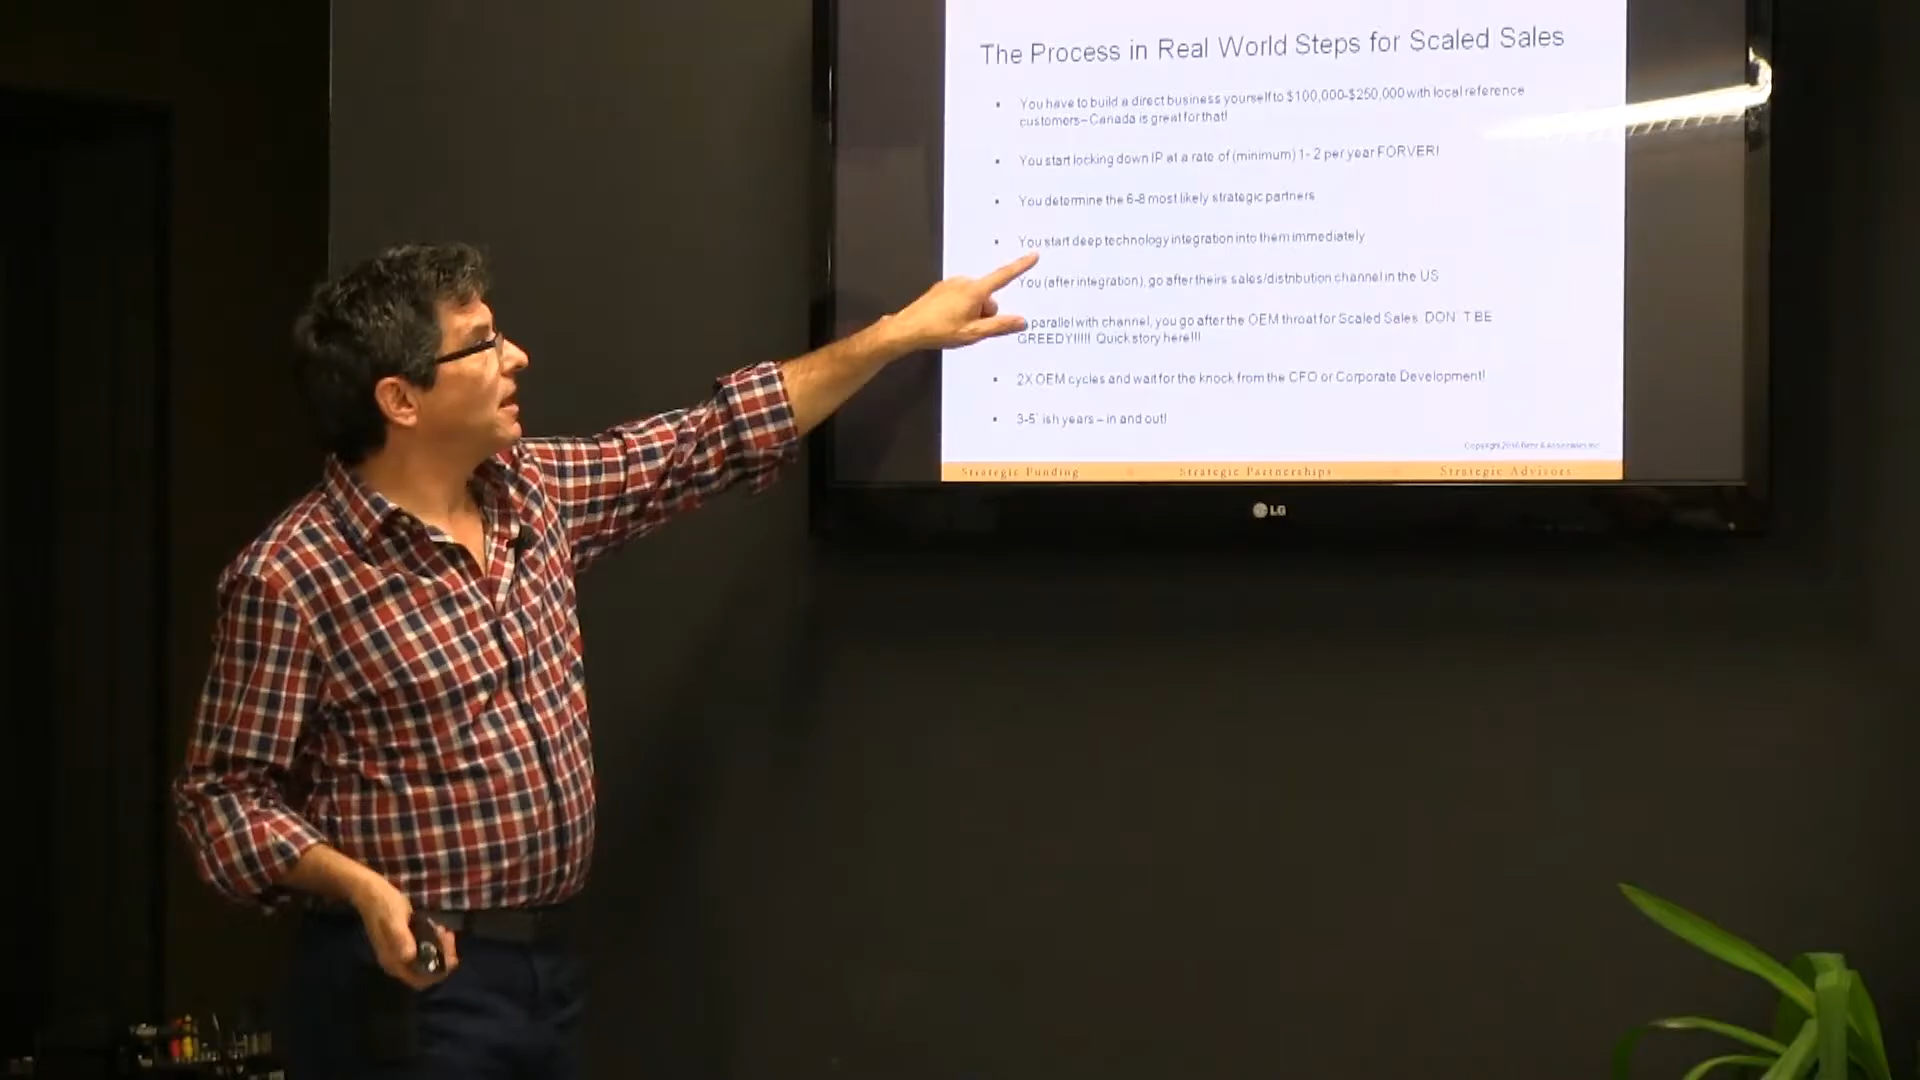 The Process in Real World Steps for Scaled Sales
You have to build a direct business yourself to $100,000-$250,000 with local reference
customers–Canada is great for that!
You start locking down IP at a rate of (minimum) 1- 2 per year FORVER!
You determine the 6-8 most likely strategic partners
You start deep technology integration into them immediately
You (after integration), go after theirs sales/distribution channel in the US
parallel with channel, you go after the OEM throat for Scaled Sales. DON'T BE
GREEDY!!!!! Quick story here!!!
2X OEM cycles and wait for the knock from the CFO or Corporate Development!
3-5' ish years – in and out!
Copyright
Strategic Funding Strategic Partnerships Strategic Advisors
LG